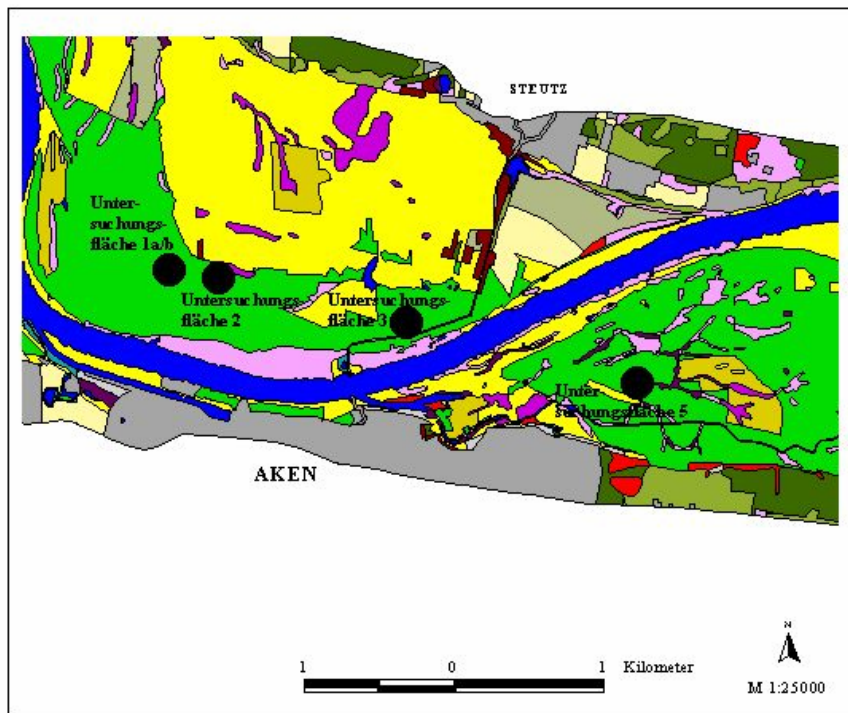 STEUTZ
Unter-
suchungs-
fläche 1a/b
Untersuchungs-
fläche 2
Untersuchungs-
fläche 3
Unter-
suchungsfläche 5
AKEN
N
1 0 1 Kilometer
M 1:25000